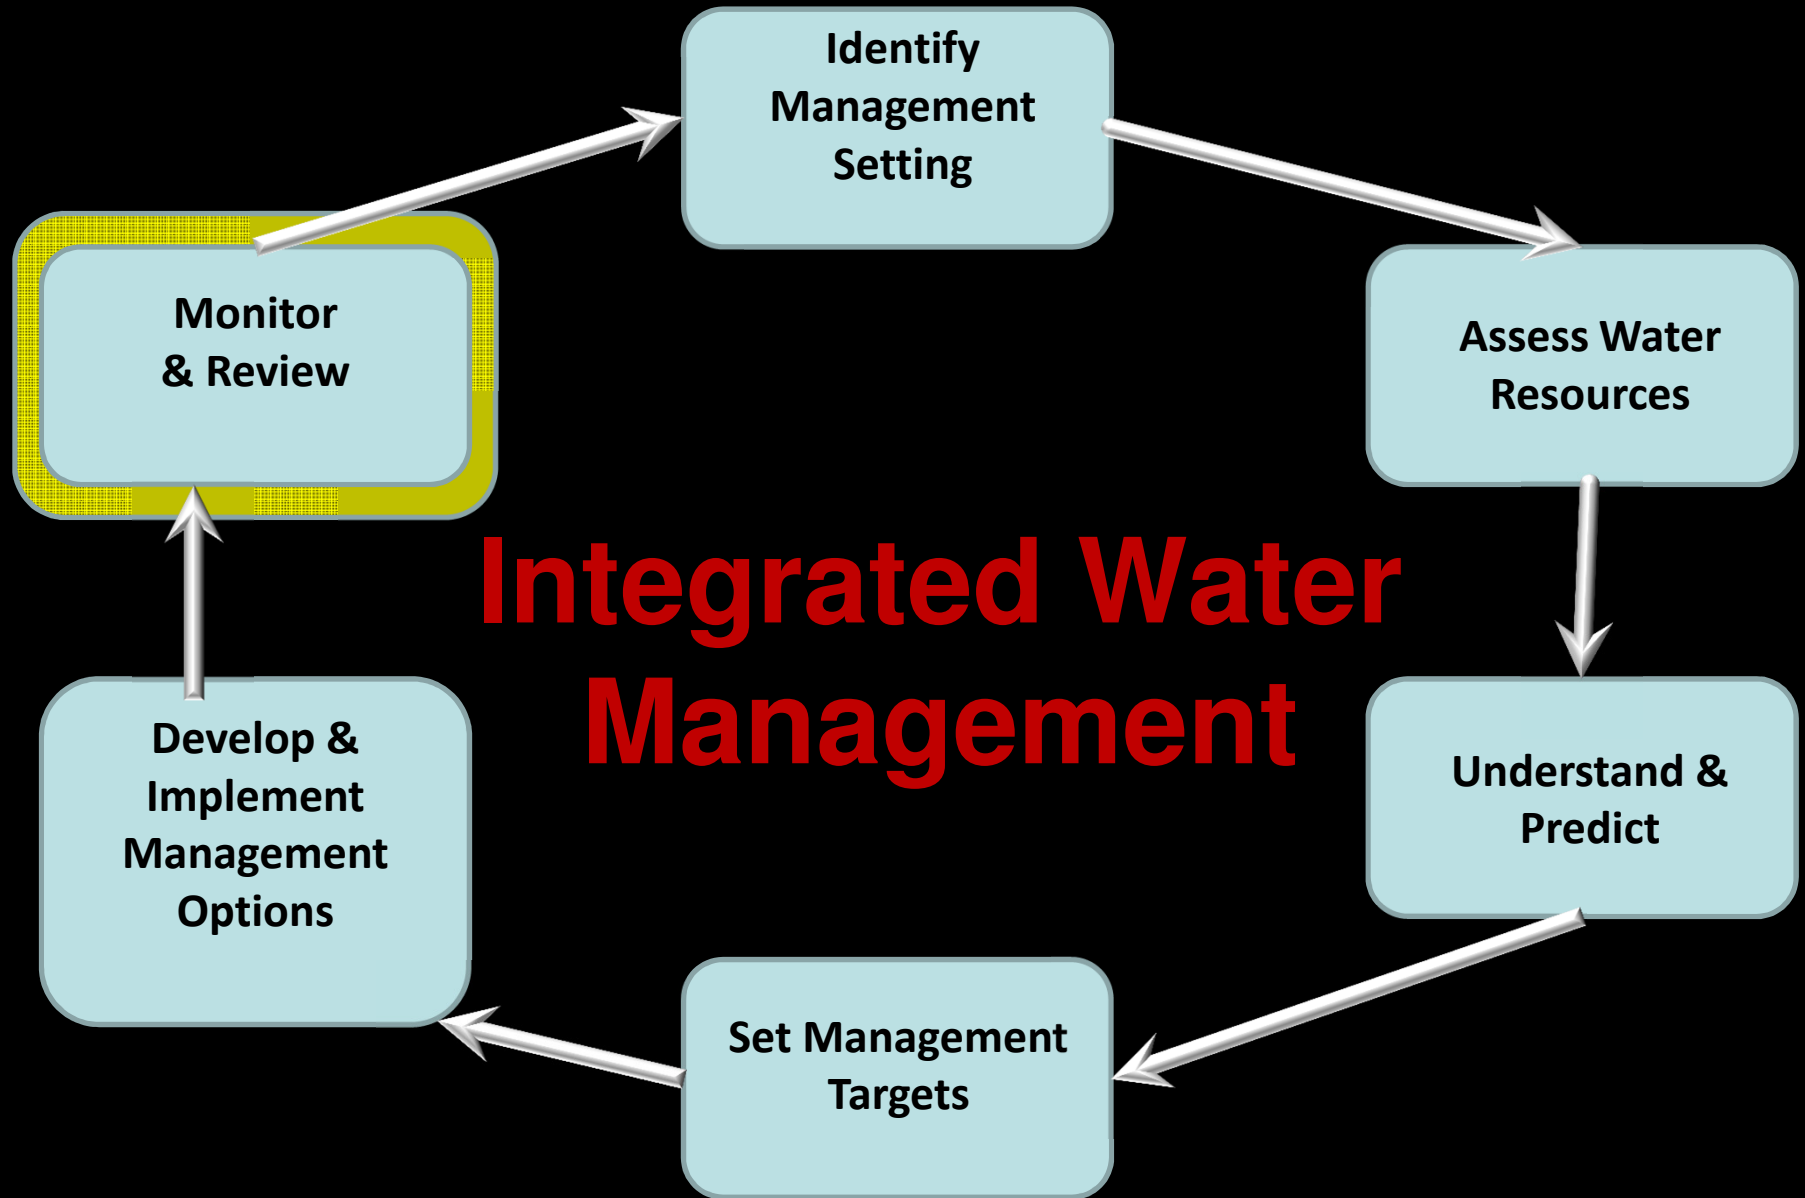 Identify
Management
Setting
Assess Water
Resources
Understand &
Predict
Set Management
Targets
Develop &
Implement
Management
Options
Monitor
& Review
Integrated Water
Management